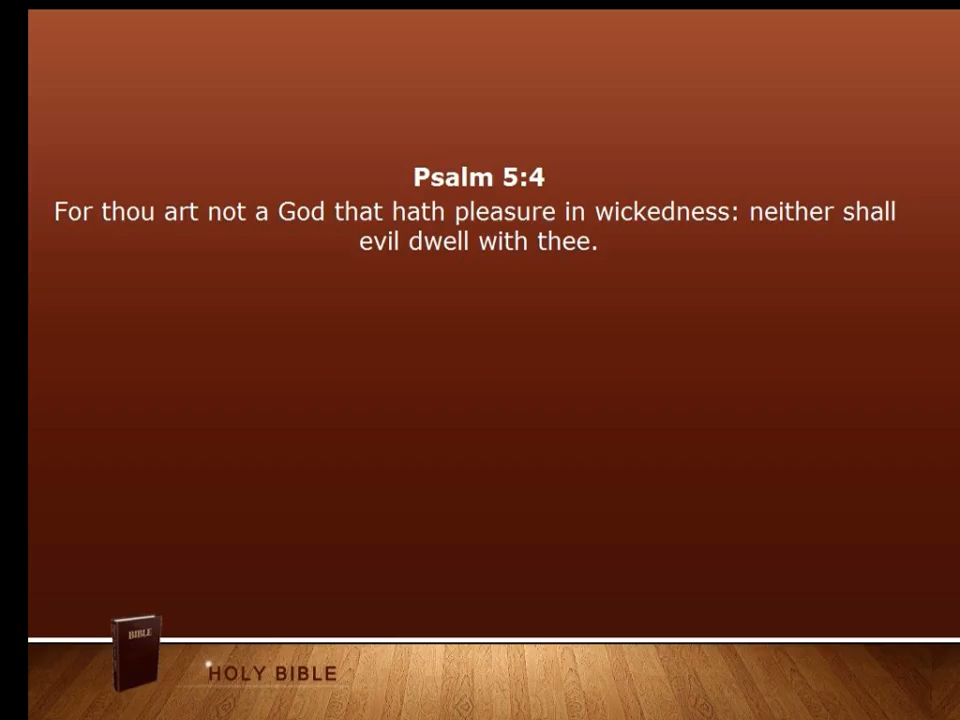 Psalm 5:4
For thou art not a God that hath pleasure in wickedness: neither shall
evil dwell with thee.
BIBLE
HOLY BIBLE